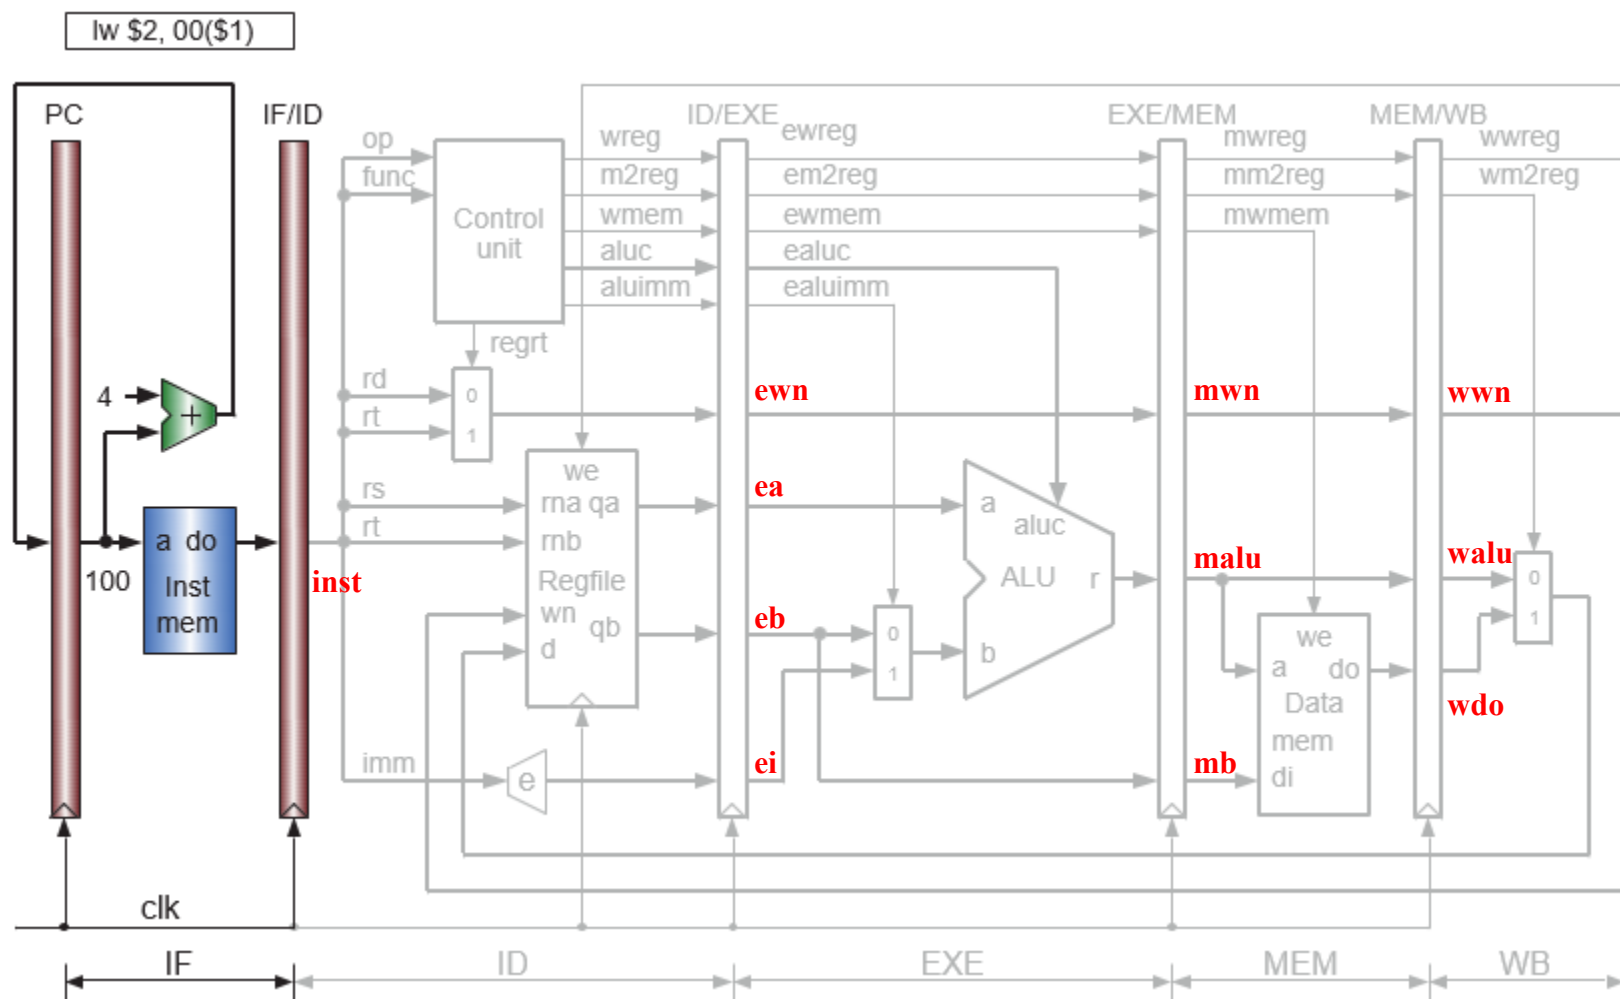 lw $2, 00($1)
PC
IF/ID
ID/EXE
EXE/MEM
MEM/WB
op
func
Control
unit
wreg
m2reg
wmem
aluc
aluimm
regrt
ewreg
em2reg
ewmem
ealuc
ealuimm
mwreg
mm2reg
mwmem
wwreg
wm2reg
4
+
100
a do
Inst
mem
inst
rd
rt
0
1
rs
rt
we
rna qa
rnb
Regfile
wn
qb
d
imm
e
ewn
ea
eb
ei
0
1
a
aluc
ALU
r
b
mwn
malu
mb
we
a
do
Data
mem
di
wwn
walu
wdo
0
1
clk
IF
ID
EXE
MEM
WB